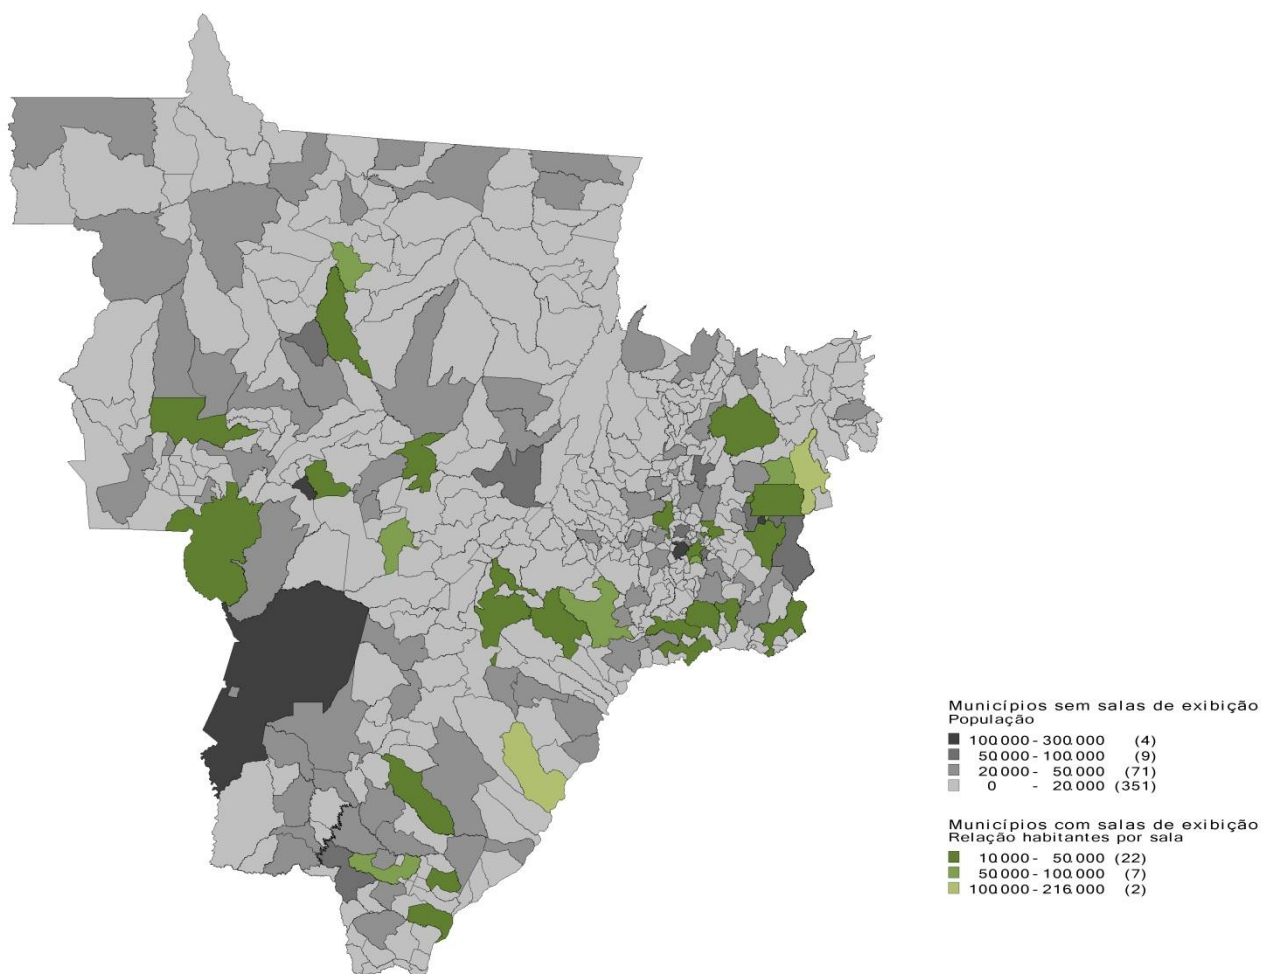 Municípios sem salas de exibição
População
100.000 - 300.000 (4)
50.000 - 100.000 (9)
20.000 - 50.000 (71)
0 - 20.000 (351)
Municípios com salas de exibição
Relação habitantes por sala
10.000 - 50.000 (22)
50.000 - 100.000 (7)
100.000 - 216.000 (2)